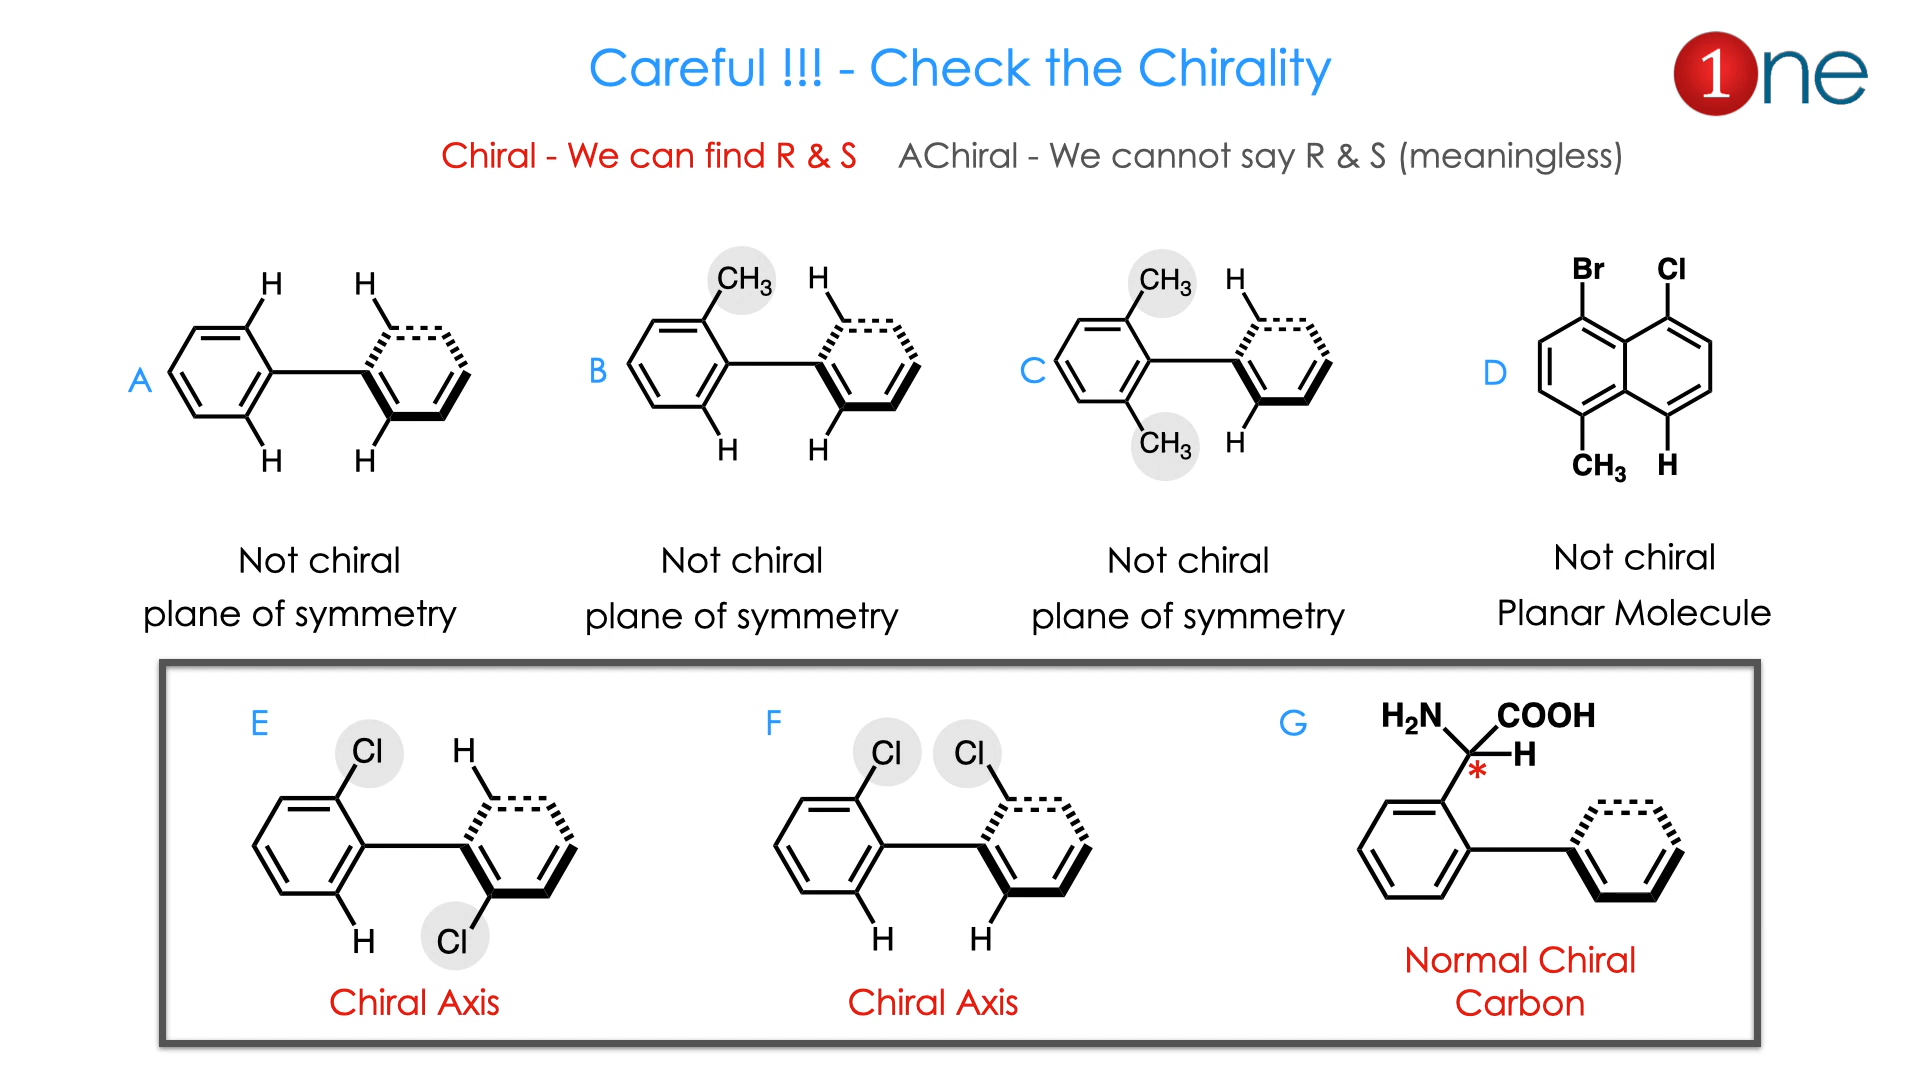 Careful !!! - Check the Chirality
1ne
Chiral - We can find R & S AChiral - We cannot say R & S (meaningless)
A
H H
H H
B
CH3 H
H H
C
CH3 H
CH3 H
D
Br Cl
CH3 H
Not chiral
plane of symmetry
Not chiral
plane of symmetry
Not chiral
plane of symmetry
Not chiral
Planar Molecule
E
Cl H
H Cl
Chiral Axis
F
Cl Cl
H H
Chiral Axis
G
H2N COOH
H
*
Normal Chiral
Carbon